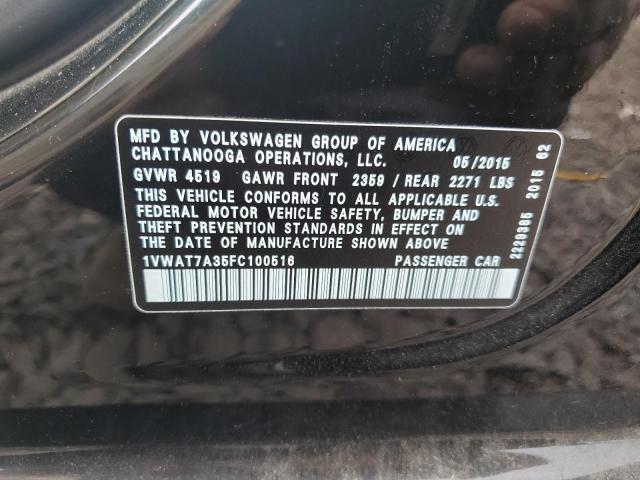 MFD BY VOLKSWAGEN GROUP OF AMERICA
CHATTANOOGA OPERATIONS, LLC. 05/2015
GVWR 4519 GAWR FRONT 2359 / REAR 2271 LBS
THIS VEHICLE CONFORMS TO ALL APPLICABLE U.S.
FEDERAL MOTOR VEHICLE SAFETY, BUMPER AND
THEFT PREVENTION STANDARDS IN EFFECT ON
THE DATE OF MANUFACTURE SHOWN ABOVE
1VWAT7A35FC100516 PASSENGER CAR
2229385 2015 62